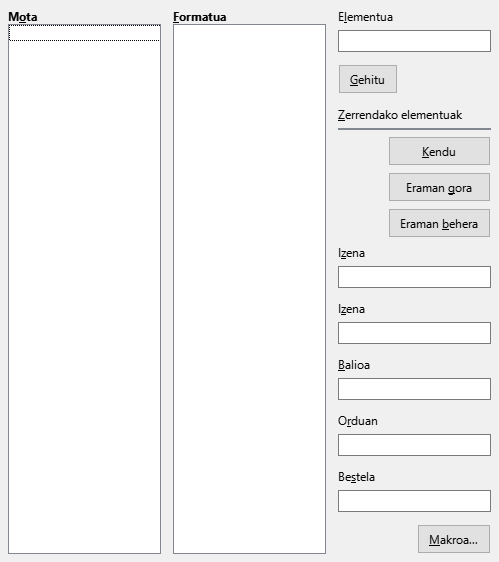 Mota
Formatua
Elementua
Gehitu
Zerrendako elementuak
Kendu
Eraman gora
Eraman behera
Izena
Izena
Balioa
Orduan
Bestela
Makroa...